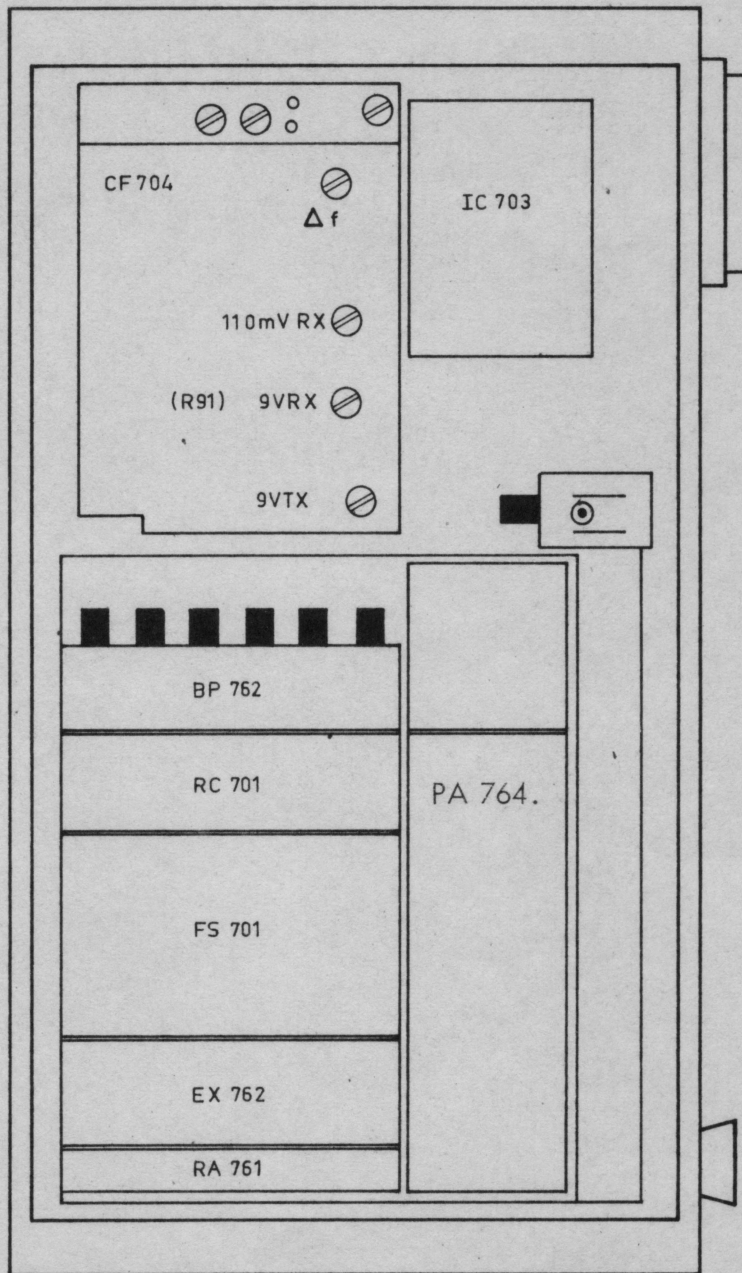 CF 704
Δ f
IC 703
110mV RX
(R91) 9VRX
9VTX
BP 762
RC 701
PA 764.
FS 701
EX 762
RA 761